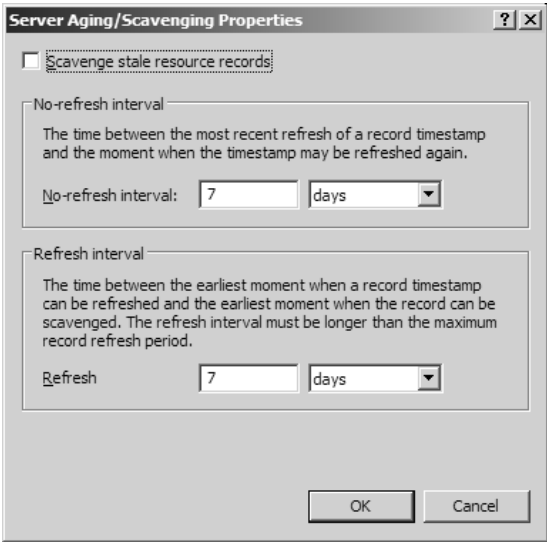 Server Aging/Scavenging Properties
Scavenge stale resource records
No-refresh interval
The time between the most recent refresh of a record timestamp
and the moment when the timestamp may be refreshed again.
No-refresh interval: 7 days
Refresh interval
The time between the earliest moment when a record timestamp
can be refreshed and the earliest moment when the record can be
scavenged. The refresh interval must be longer than the maximum
record refresh period.
Refresh 7 days
OK Cancel